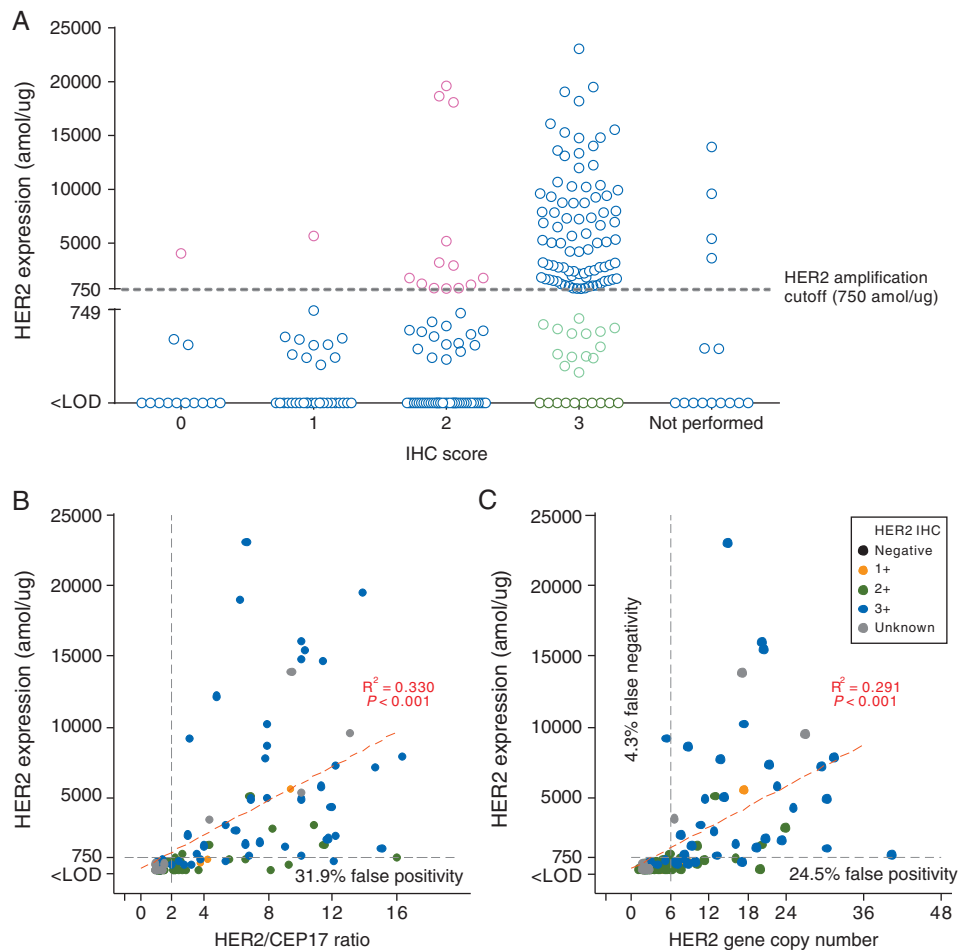 A
25000
20000
15000
10000
5000
750
749
<LOD
HER2 expression (amol/ug)
HER2 amplification
cutoff (750 amol/ug)
0 1 2 3 Not performed
IHC score
B
25000
20000
15000
10000
5000
750
<LOD
HER2 expression (amol/ug)
R² = 0.330
P < 0.001
31.9% false positivity
0 2 4 8 12 16
HER2/CEP17 ratio
C
25000
20000
15000
10000
5000
750
<LOD
HER2 expression (amol/ug)
4.3% false negativity
HER2 IHC
Negative
1+
2+
3+
Unknown
R² = 0.291
P < 0.001
24.5% false positivity
0 6 12 18 24 36 48
HER2 gene copy number